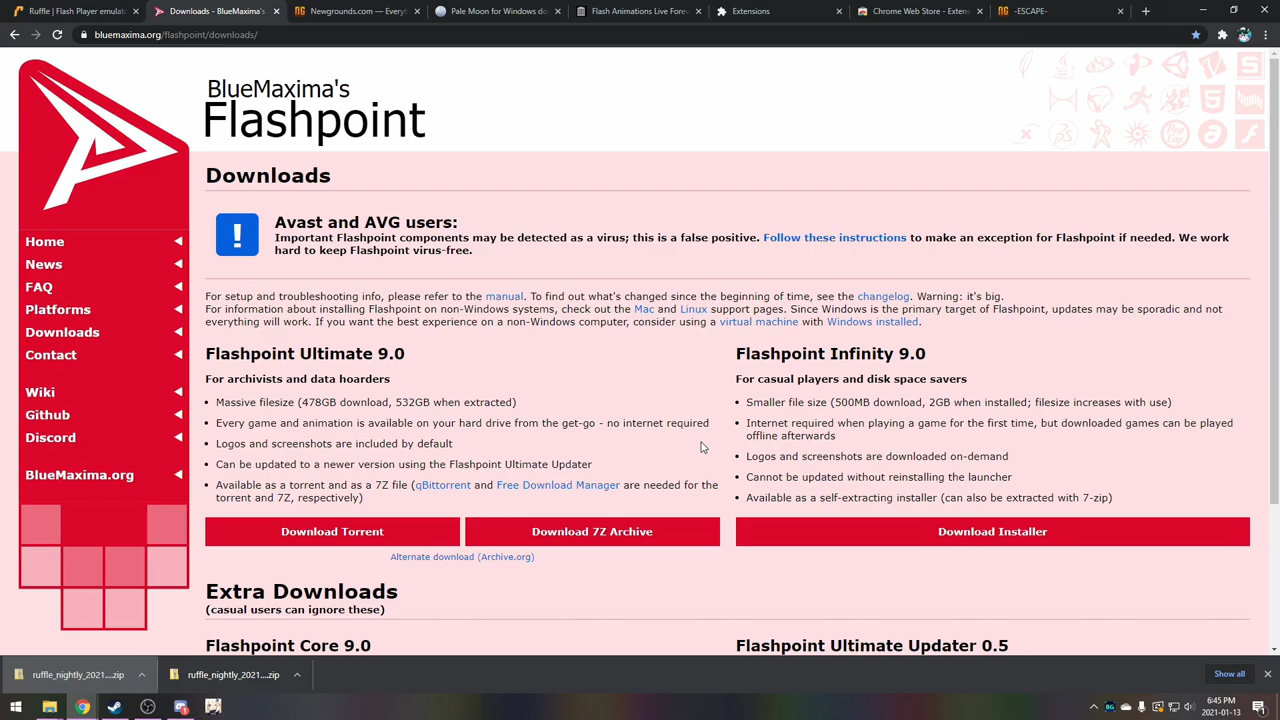 Ruffle | Flash Player emulato
Downloads - BlueMaxima's
Newgrounds.com — Every
Pale Moon for Windows do
Flash Animations Live Fore
Extensions
Chrome Web Store - Exten
-ESCAPE-
bluemaxima.org/flashpoint/downloads/
BlueMaxima's
Flashpoint
Home
News
FAQ
Platforms
Downloads
Contact
Wiki
Github
Discord
BlueMaxima.org
Downloads
Avast and AVG users:
Important Flashpoint components may be detected as a virus; this is a false positive. Follow these instructions to make an exception for Flashpoint if needed. We work
hard to keep Flashpoint virus-free.
For setup and troubleshooting info, please refer to the manual. To find out what's changed since the beginning of time, see the changelog. Warning: it's big.
For information about installing Flashpoint on non-Windows systems, check out the Mac and Linux support pages. Since Windows is the primary target of Flashpoint, updates may be sporadic and not
everything will work. If you want the best experience on a non-Windows computer, consider using a virtual machine with Windows installed.
Flashpoint Ultimate 9.0
For archivists and data hoarders
• Massive filesize (478GB download, 532GB when extracted)
• Every game and animation is available on your hard drive from the get-go - no internet required
• Logos and screenshots are included by default
• Can be updated to a newer version using the Flashpoint Ultimate Updater
• Available as a torrent and as a 7Z file (qBittorrent and Free Download Manager are needed for the
torrent and 7Z, respectively)
Download Torrent
Download 7Z Archive
Alternate download (Archive.org)
Flashpoint Infinity 9.0
For casual players and disk space savers
• Smaller file size (500MB download, 2GB when installed; filesize increases with use)
• Internet required when playing a game for the first time, but downloaded games can be played
offline afterwards
• Logos and screenshots are downloaded on-demand
• Cannot be updated without reinstalling the launcher
• Available as a self-extracting installer (can also be extracted with 7-zip)
Download Installer
Extra Downloads
(casual users can ignore these)
Flashpoint Core 9.0
Flashpoint Ultimate Updater 0.5
ruffle_nightly_2021....zip
ruffle_nightly_2021....zip
Show all
6:45 PM
2021-01-13